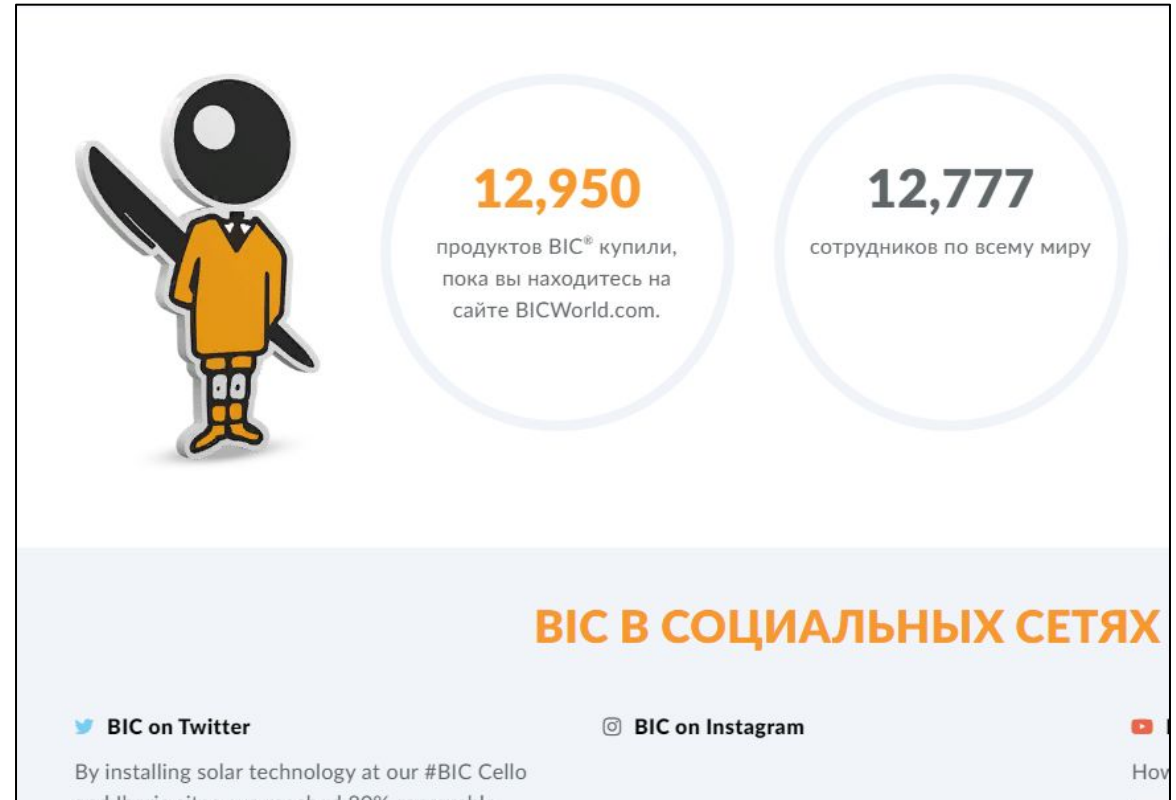 12,950
продуктов BIC® купили,
пока вы находитесь на
сайте BICWorld.com.
12,777
сотрудников по всему миру
BIC В СОЦИАЛЬНЫХ СЕТЯХ
BIC on Twitter
By installing solar technology at our #BIC Cello
BIC on Instagram
How